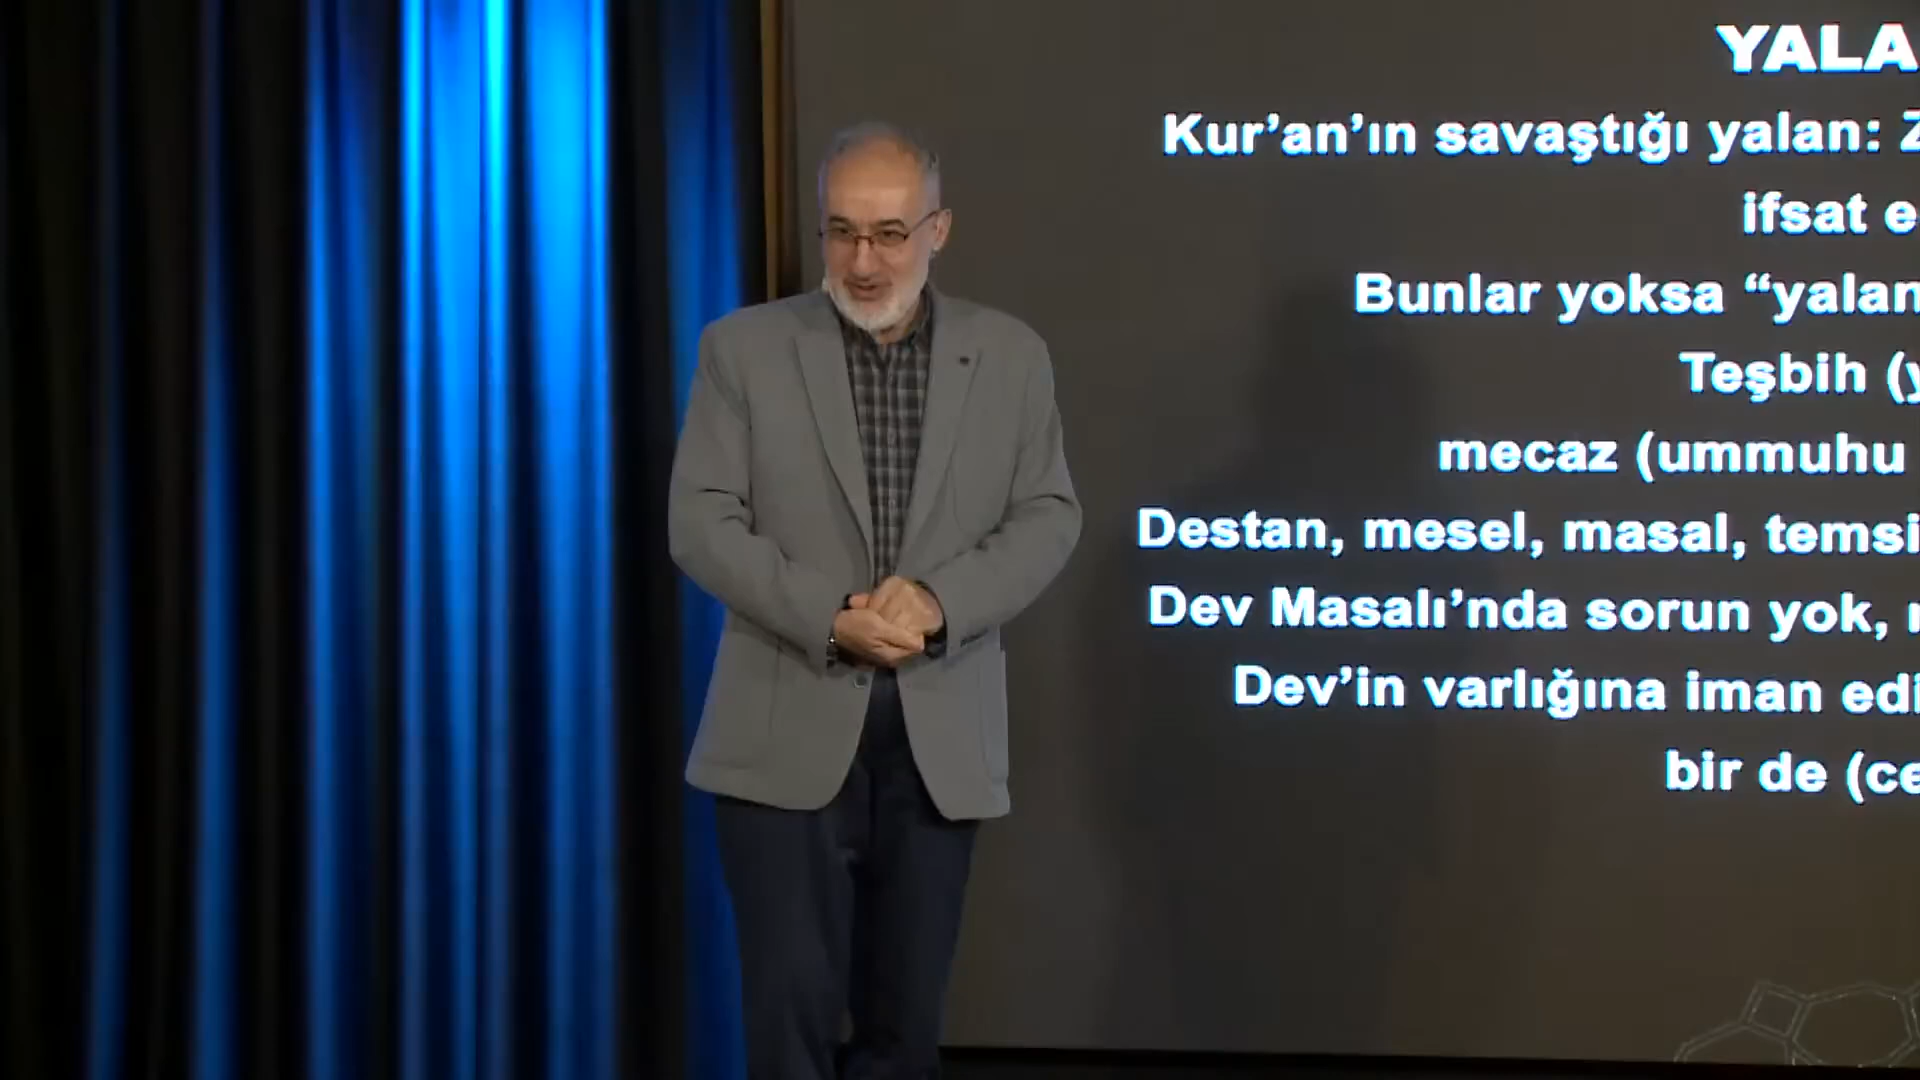 YALA
Kur’an’ın savaştığı yalan:
ifsat e
Bunlar yoksa “yalan
Teşbih (y
mecaz (ummuhu
Destan, mesel, masal, temsi
Dev Masalı’nda sorun yok,
Dev’in varlığına iman edi
bir de (ce